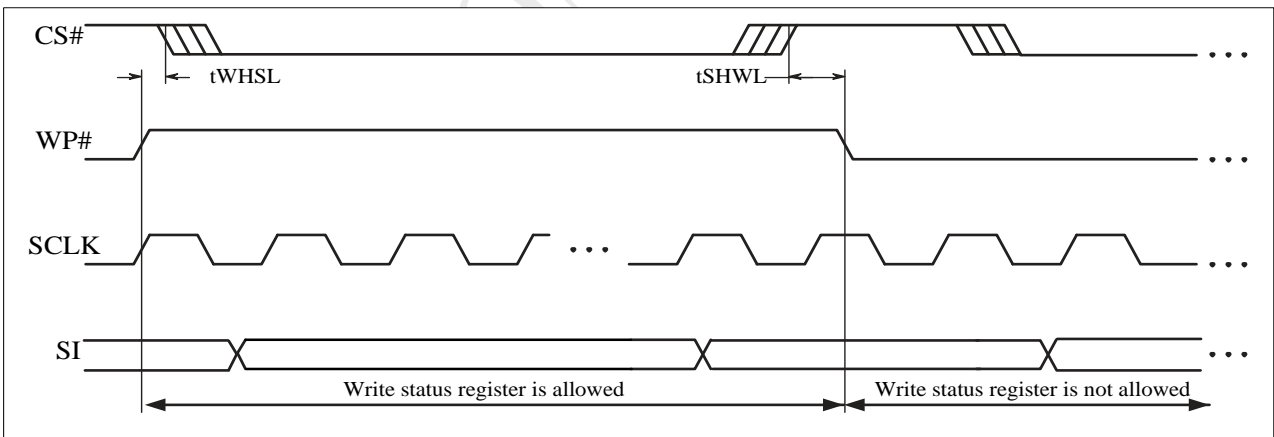 CS#
tWHSL
tSHWL
WP#
SCLK
SI
Write status register is allowed
Write status register is not allowed